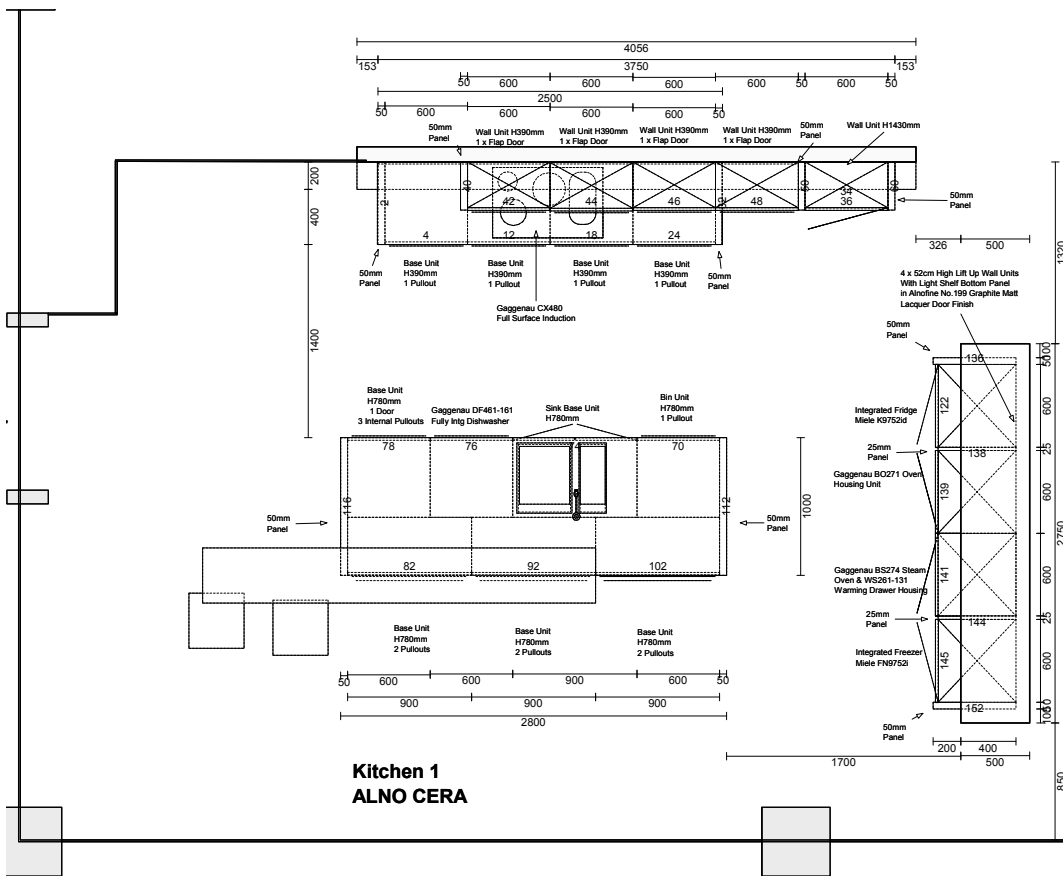 4056
153
3750
153
50
600
600
600
600
50
600
50
2500
50
600
600
600
600
50
50mm
Panel
Wall Unit H390mm
1 x Flap Door
Wall Unit H390mm
1 x Flap Door
Wall Unit H390mm
1 x Flap Door
Wall Unit H390mm
1 x Flap Door
50mm
Panel
Wall Unit H1430mm
200
400
2
40
42
44
46
48
50
34
36
60
4
12
18
24
50mm
Panel
326
500
1320
50mm
Panel
Base Unit
H390mm
1 Pullout
Base Unit
H390mm
1 Pullout
Base Unit
H390mm
1 Pullout
Base Unit
H390mm
1 Pullout
50mm
Panel
Gaggenau CX480
Full Surface Induction
4 x 52cm High Lift Up Wall Units
With Light Shelf Bottom Panel
in Alnofine No.199 Graphite Matt
Lacquer Door Finish
1400
50mm
Panel
Base Unit
H780mm
1 Door
3 Internal Pullouts
Gaggenau DF461-161
Fully Intg Dishwasher
Sink Base Unit
H780mm
Bin Unit
H780mm
1 Pullout
78
76
70
116
112
1000
50mm
Panel
50mm
Panel
82
92
102
Base Unit
H780mm
2 Pullouts
Base Unit
H780mm
2 Pullouts
Base Unit
H780mm
2 Pullouts
50
600
600
900
600
50
900
900
900
2800
136
122
Integrated Fridge
Miele K9752id
25mm
Panel
138
Gaggenau BO271 Oven
Housing Unit
139
Gaggenau BS274 Steam
Oven & WS261-131
Warming Drawer Housing
141
25mm
Panel
144
Integrated Freezer
Miele FN9752i
145
152
50mm
Panel
50
100
600
25
600
2750
600
25
600
50
100
200
400
1700
500
850
Kitchen 1
ALNO CERA